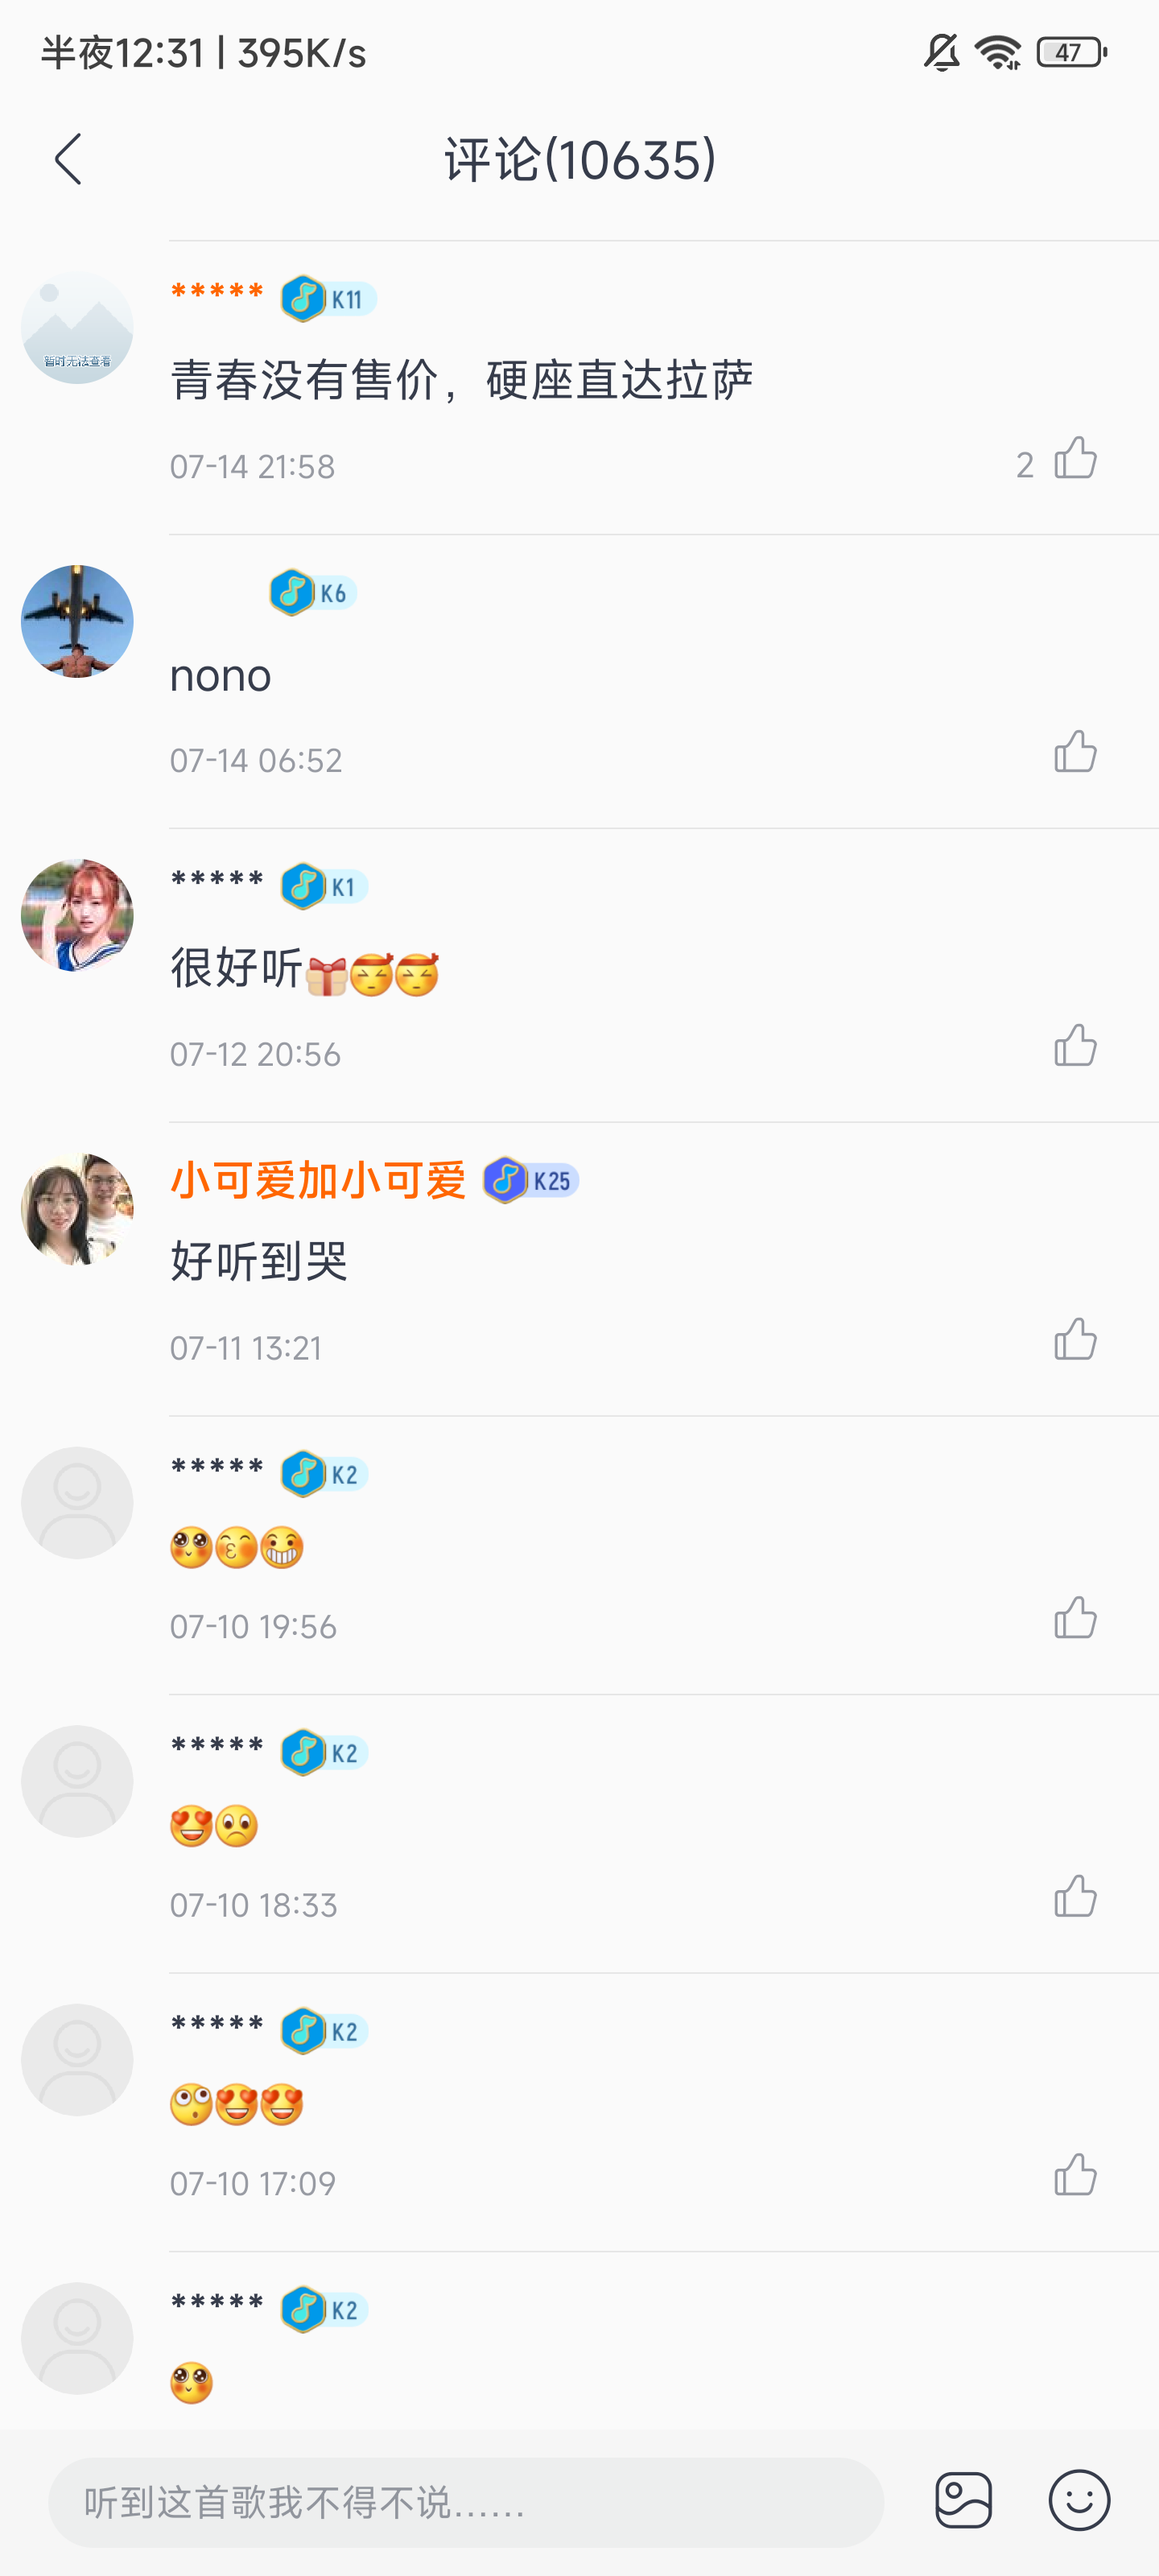 半夜12:31 | 395K/s
47
评论(10635)
***** K11
暂时无法查看
青春没有售价，硬座直达拉萨
07-14 21:58
2
K6
nono
07-14 06:52
***** K1
很好听
07-12 20:56
小可爱加小可爱 K25
好听到哭
07-11 13:21
***** K2
07-10 19:56
***** K2
07-10 18:33
***** K2
07-10 17:09
***** K2
听到这首歌我不得不说……